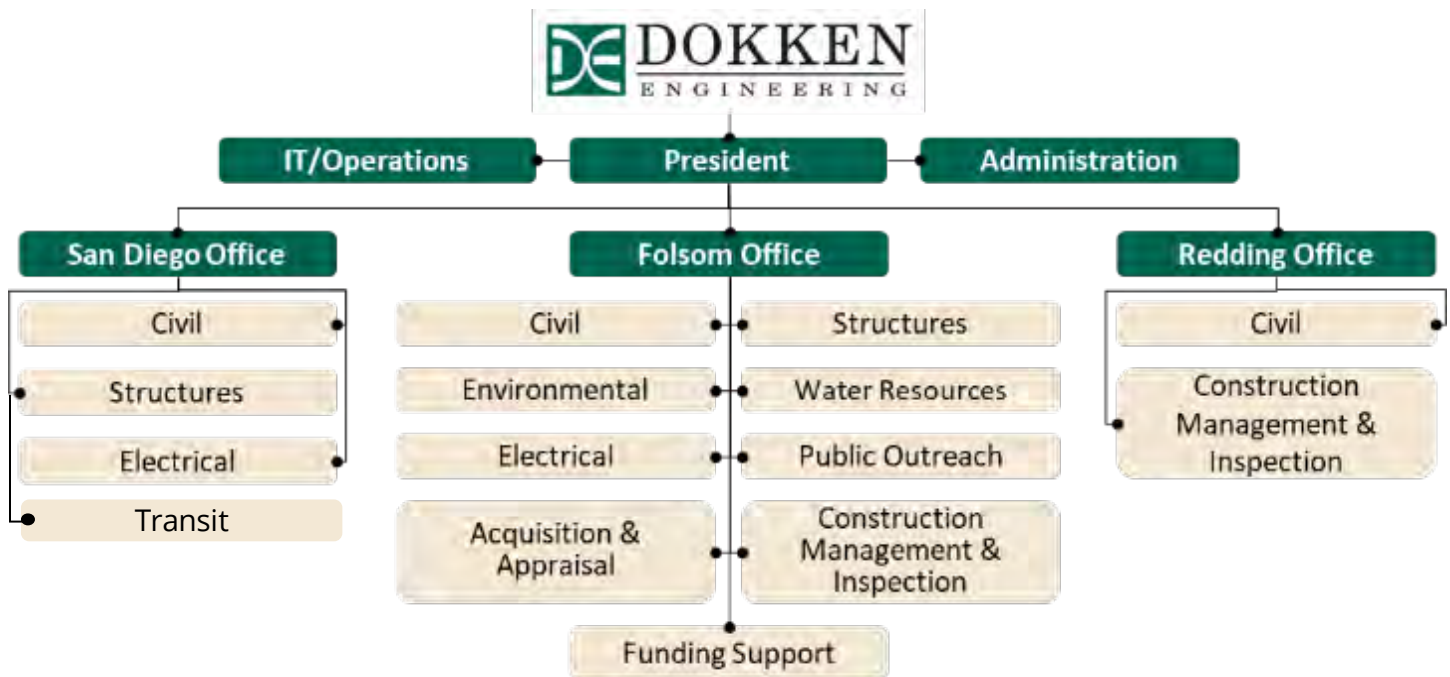 DOKKEN
ENGINEERING
IT/Operations
President
Administration
San Diego Office
Folsom Office
Redding Office
Civil
Structures
Electrical
Transit
Civil
Structures
Environmental
Water Resources
Electrical
Public Outreach
Acquisition &
Appraisal
Construction
Management &
Inspection
Funding Support
Civil
Construction
Management &
Inspection